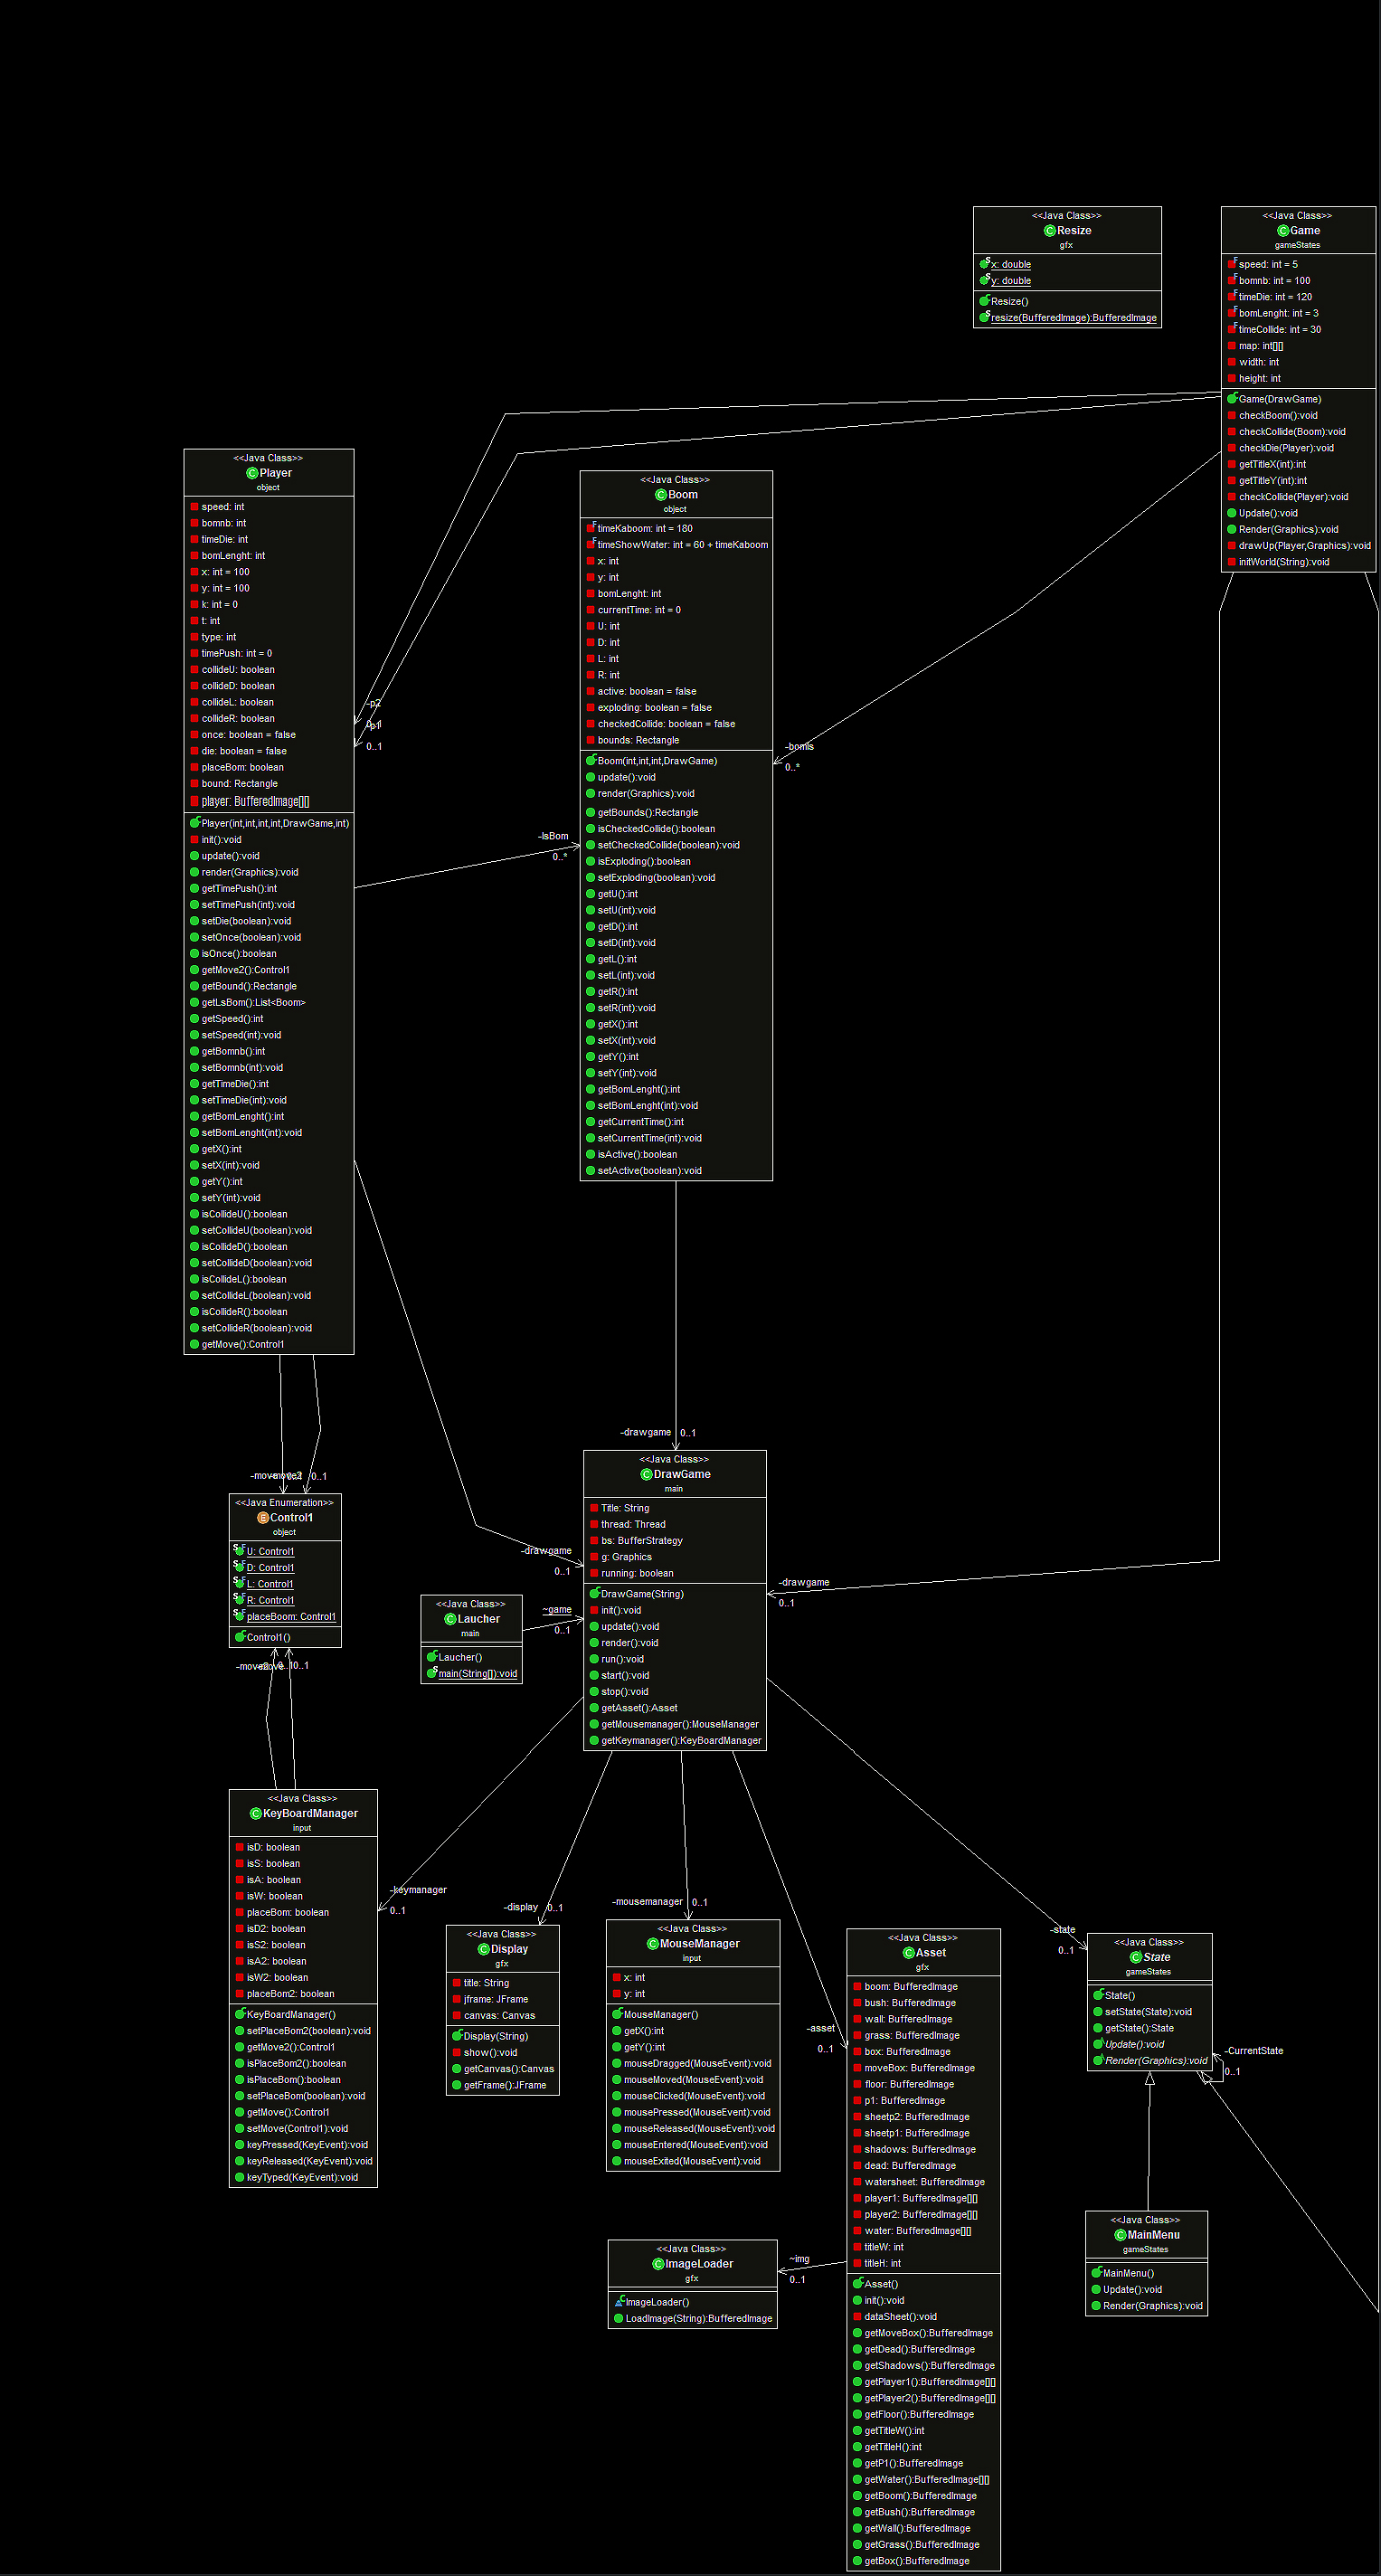 <<Java Class>>
Resize
gfx
x: double
y: double
Resize()
resize(BufferedImage):BufferedImage
<<Java Class>>
Game
gameStates
speed: int = 5
bomnb: int = 100
timeDie: int = 120
bomLenght: int = 3
timeCollide: int = 30
map: int[][]
width: int
height: int
Game(DrawGame)
checkBoom():void
checkCollide(Boom):void
checkDie(Player):void
getTitleX(int):int
getTitleY(int):int
checkCollide(Player):void
Update():void
Render(Graphics):void
drawUp(Player,Graphics):void
initWorld(String):void
<<Java Class>>
Player
object
speed: int
bomnb: int
timeDie: int
bomLenght: int
x: int = 100
y: int = 100
k: int = 0
t: int
type: int
timePush: int = 0
collideU: boolean
collideD: boolean
collideL: boolean
collideR: boolean
once: boolean = false
die: boolean = false
placeBom: boolean
bound: Rectangle
player: BufferedImage[][]
Player(int,int,int,int,DrawGame,int)
init():void
update():void
render(Graphics):void
getTimePush():int
setTimePush(int):void
setDie(boolean):void
setOnce(boolean):void
isOnce():boolean
getMove2():Control1
getBound():Rectangle
getLsBom():List<Boom>
getSpeed():int
setSpeed(int):void
getBomnb():int
setBomnb(int):void
getTimeDie():int
setTimeDie(int):void
getBomLenght():int
setBomLenght(int):void
getX():int
setX(int):void
getY():int
setY(int):void
isCollideU():boolean
setCollideU(boolean):void
isCollideD():boolean
setCollideD(boolean):void
isCollideL():boolean
setCollideL(boolean):void
isCollideR():boolean
setCollideR(boolean):void
getMove():Control1
-p2
-p1
0..1
<<Java Class>>
Boom
object
timeKaboom: int = 180
timeShowWater: int = 60 + timeKaboom
x: int
y: int
bomLenght: int
currentTime: int = 0
U: int
D: int
L: int
R: int
active: boolean = false
exploding: boolean = false
checkedCollide: boolean = false
bounds: Rectangle
Boom(int,int,int,DrawGame)
update():void
render(Graphics):void
getBounds():Rectangle
isCheckedCollide():boolean
setCheckedCollide(boolean):void
isExploding():boolean
setExploding(boolean):void
getU():int
setU(int):void
getD():int
setD(int):void
getL():int
setL(int):void
getR():int
setR(int):void
getX():int
setX(int):void
getY():int
setY(int):void
getBomLenght():int
setBomLenght(int):void
getCurrentTime():int
setCurrentTime(int):void
isActive():boolean
setActive(boolean):void
-bomls
0..*
-lsBom
0..*
-drawgame 0..1
<<Java Class>>
DrawGame
main
Title: String
thread: Thread
bs: BufferStrategy
g: Graphics
running: boolean
DrawGame(String)
init():void
update():void
render():void
run():void
start():void
stop():void
getAsset():Asset
getMousemanager():MouseManager
getKeymanager():KeyBoardManager
-drawgame
0..1
-drawgame
0..1
0..1
<<Java Enumeration>>
Control1
object
U: Control1
D: Control1
L: Control1
R: Control1
placeBoom: Control1
Control1()
<<Java Class>>
Laucher
main
Laucher()
main(String[]):void
~game
0..1
<<Java Class>>
KeyBoardManager
input
isD: boolean
isS: boolean
isA: boolean
isW: boolean
placeBom: boolean
isD2: boolean
isS2: boolean
isA2: boolean
isW2: boolean
placeBom2: boolean
KeyBoardManager()
setPlaceBom2(boolean):void
getMove2():Control1
isPlaceBom2():boolean
isPlaceBom():boolean
setPlaceBom(boolean):void
getMove():Control1
setMove(Control1):void
keyPressed(KeyEvent):void
keyReleased(KeyEvent):void
keyTyped(KeyEvent):void
-keymanager
0..1
-display 0..1
<<Java Class>>
Display
gfx
title: String
jframe: JFrame
canvas: Canvas
Display(String)
show():void
getCanvas():Canvas
getFrame():JFrame
-mousemanager 0..1
<<Java Class>>
MouseManager
input
x: int
y: int
MouseManager()
getX():int
getY():int
mouseDragged(MouseEvent):void
mouseMoved(MouseEvent):void
mouseClicked(MouseEvent):void
mousePressed(MouseEvent):void
mouseReleased(MouseEvent):void
mouseEntered(MouseEvent):void
mouseExited(MouseEvent):void
-asset
0..1
<<Java Class>>
Asset
gfx
boom: BufferedImage
bush: BufferedImage
wall: BufferedImage
grass: BufferedImage
box: BufferedImage
moveBox: BufferedImage
floor: BufferedImage
p1: BufferedImage
sheetp2: BufferedImage
sheetp1: BufferedImage
shadows: BufferedImage
dead: BufferedImage
watersheet: BufferedImage
player1: BufferedImage[][]
player2: BufferedImage[][]
water: BufferedImage[][]
titleW: int
titleH: int
Asset()
init():void
dataSheet():void
getMoveBox():BufferedImage
getDead():BufferedImage
getShadows():BufferedImage
getPlayer1():BufferedImage[][]
getPlayer2():BufferedImage[][]
getFloor():BufferedImage
getTitleW():int
getTitleH():int
getP1():BufferedImage
getWater():BufferedImage[][]
getBoom():BufferedImage
getBush():BufferedImage
getWall():BufferedImage
getGrass():BufferedImage
getBox():BufferedImage
-state
0..1
<<Java Class>>
State
gameStates
State()
setState(State):void
getState():State
Update():void
Render(Graphics):void
-CurrentState
0..1
<<Java Class>>
MainMenu
gameStates
MainMenu()
Update():void
Render(Graphics):void
~img
0..1
<<Java Class>>
ImageLoader
gfx
ImageLoader()
LoadImage(String):BufferedImage